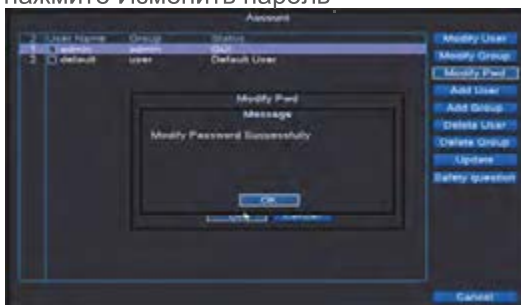 нажмите Изменить пароль
Account
2 User Name Group Status
1 admin admin GUI
2 default user Default User
Modify User
Modify Group
Modify Pwd
Add User
Add Group
Delete User
Delete Group
Update
Safety question
Modify Pwd
Message
Modify Password Successfully
OK
Cancel
Cancel